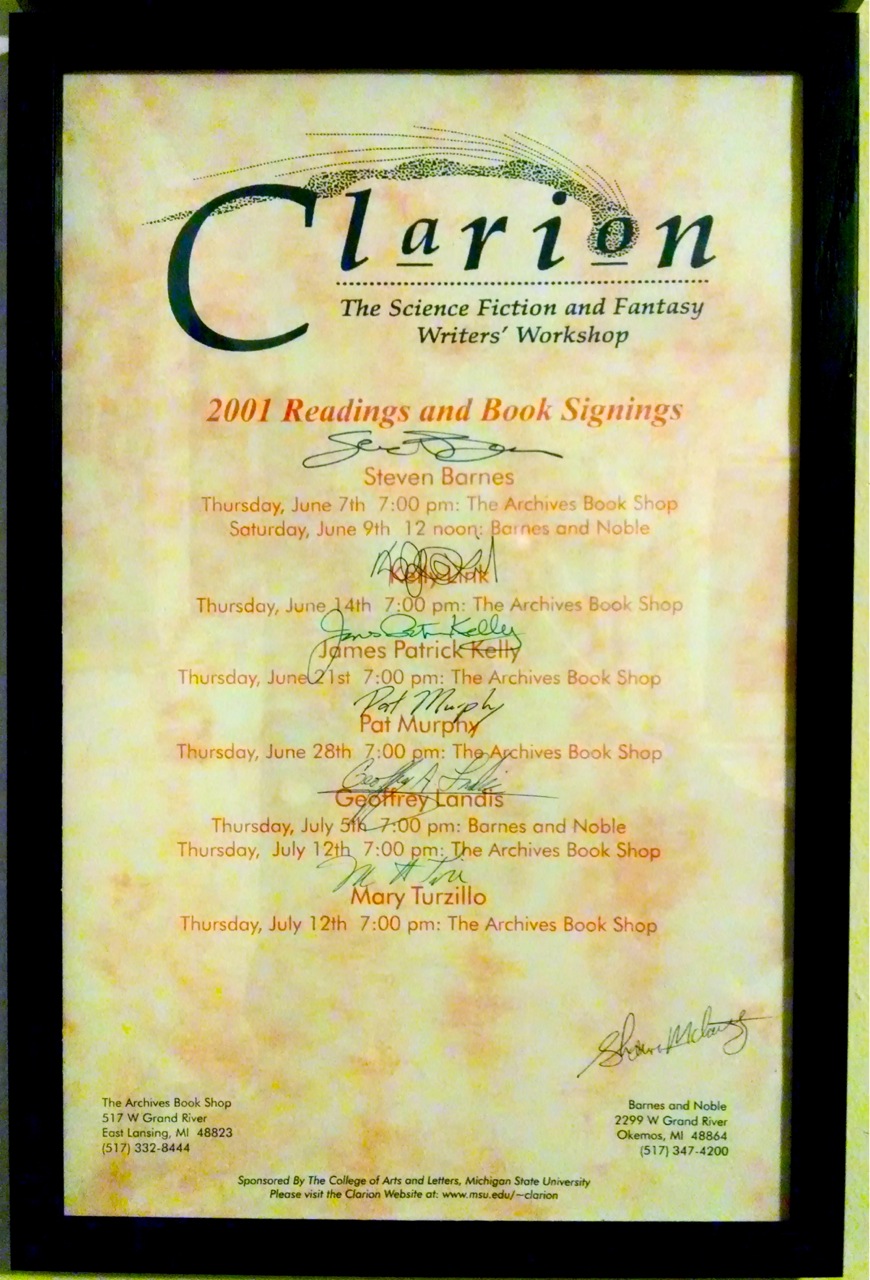 Clarion
The Science Fiction and Fantasy
Writers' Workshop
2001 Readings and Book Signings
Steven Barnes
Thursday, June 7th 7:00 pm: The Archives Book Shop
Saturday, June 9th 12 noon: Barnes and Noble
Kelly Link
Thursday, June 14th 7:00 pm: The Archives Book Shop
James Patrick Kelly
James Patrick Kelly
Thursday, June 21st 7:00 pm: The Archives Book Shop
Pat Murphy
Pat Murphy
Thursday, June 28th 7:00 pm: The Archives Book Shop
Geoffrey A Landis
Geoffrey Landis
Thursday, July 5th 7:00 pm: Barnes and Noble
Thursday, July 12th 7:00 pm: The Archives Book Shop
Mary Turzillo
Thursday, July 12th 7:00 pm: The Archives Book Shop
The Archives Book Shop
517 W Grand River
East Lansing, MI 48823
(517) 332-8444
Barnes and Noble
2299 W Grand River
Okemos, MI 48864
(517) 347-4200
Sponsored By The College of Arts and Letters, Michigan State University
Please visit the Clarion Website at: www.msu.edu/~clarion